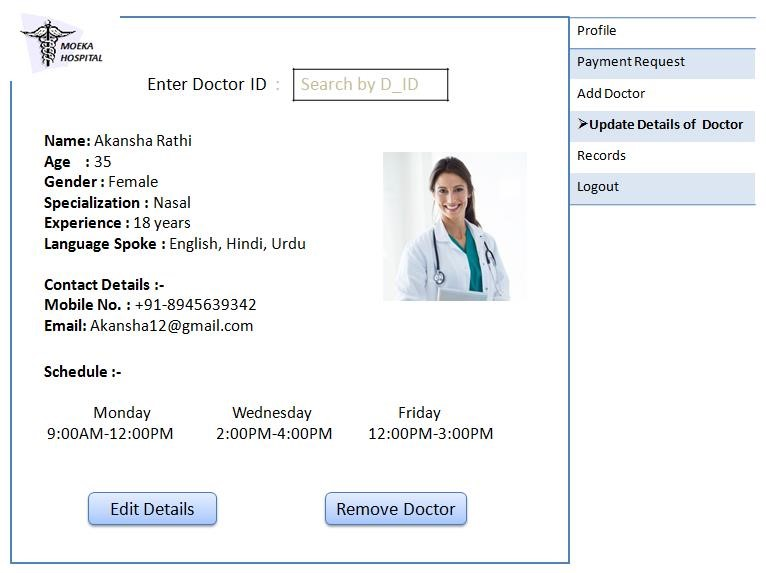 MOEKA
HOSPITAL
Enter Doctor ID : Search by D_ID
Name: Akansha Rathi
Age : 35
Gender : Female
Specialization : Nasal
Experience : 18 years
Language Spoke : English, Hindi, Urdu
Contact Details :-
Mobile No. : +91-8945639342
Email: Akansha12@gmail.com
Schedule :-
Monday Wednesday Friday
9:00AM-12:00PM 2:00PM-4:00PM 12:00PM-3:00PM
Edit Details Remove Doctor
Profile
Payment Request
Add Doctor
➢Update Details of Doctor
Records
Logout